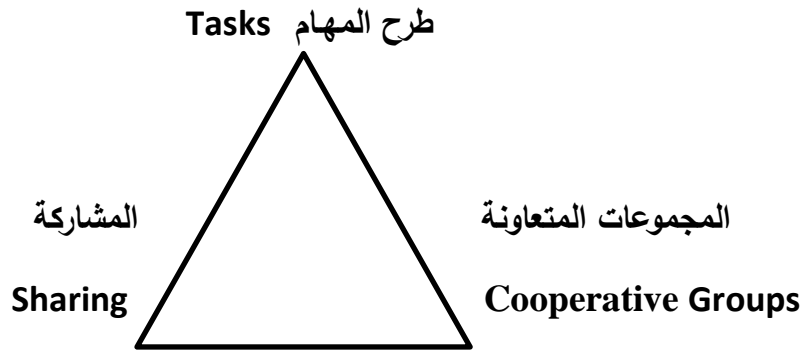 طرح المهام Tasks
المجموعات المتعاونة
المشاركة
Cooperative Groups
Sharing